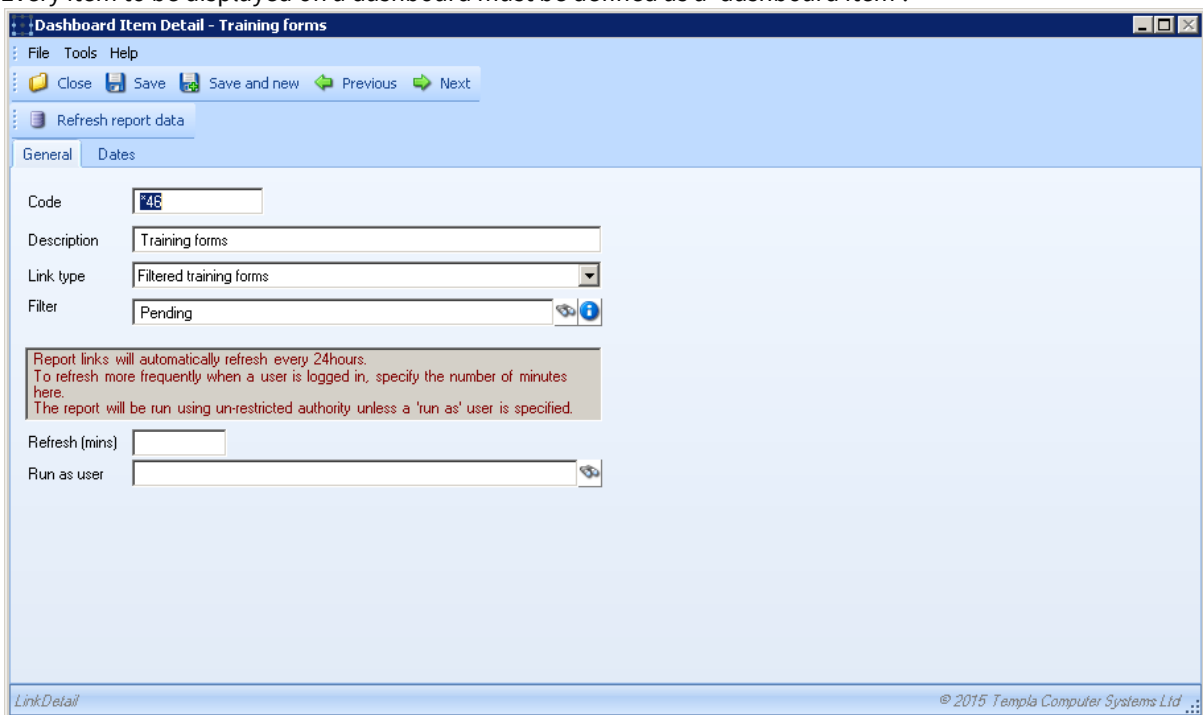 Every item to be displayed on a dashboard must be defined as a 'dashboard item'.
Dashboard Item Detail - Training forms
File Tools Help
Close Save Save and new Previous Next
Refresh report data
General Dates
Code *46
Description Training forms
Link type Filtered training forms
Filter Pending
Report links will automatically refresh every 24hours.
To refresh more frequently when a user is logged in, specify the number of minutes
here.
The report will be run using un-restricted authority unless a 'run as' user is specified.
Refresh (mins)
Run as user
LinkDetail © 2015 Templa Computer Systems Ltd